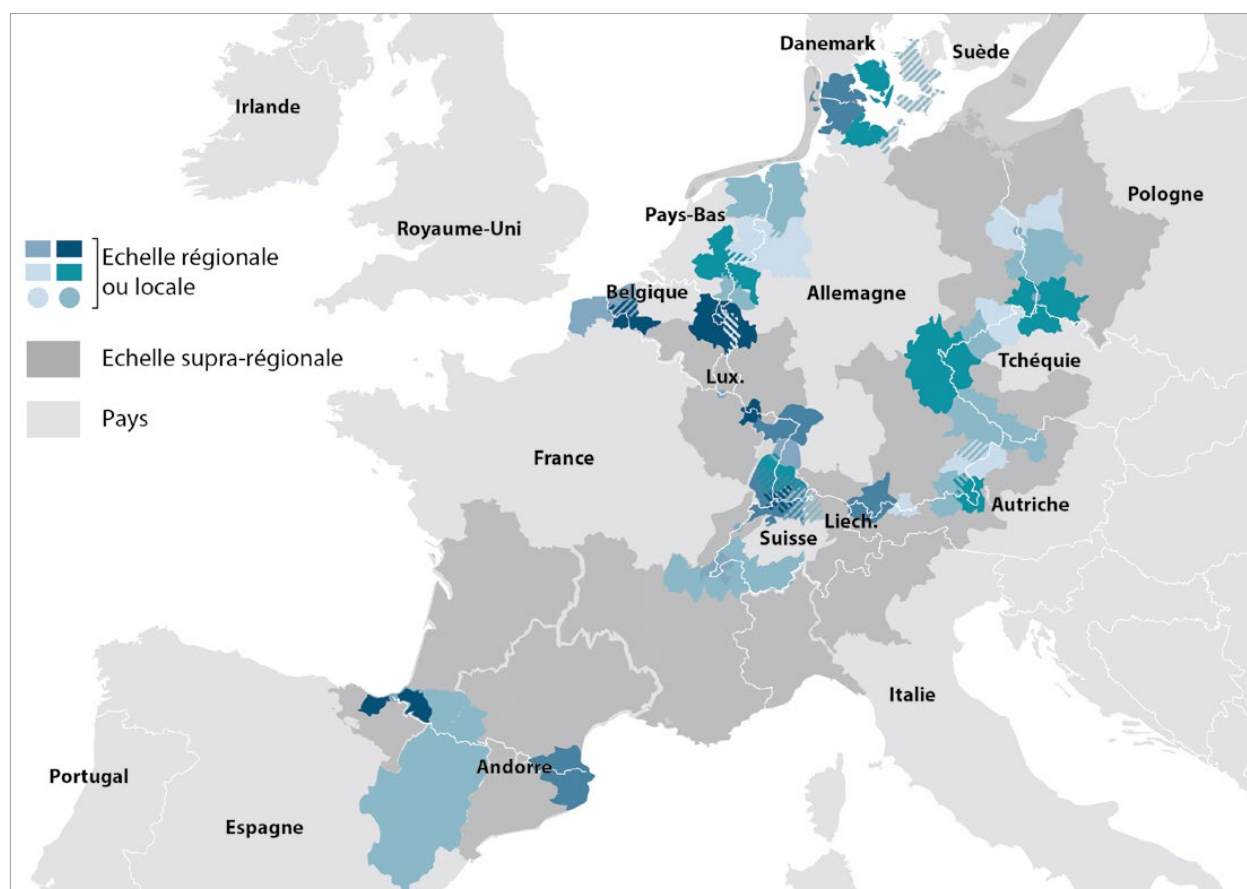 Danemark
Suède
Irlande
Pologne
Royaume-Uni
Pays-Bas
Echelle régionale
ou locale
Belgique
Allemagne
Echelle supra-régionale
Tchéquie
Lux.
Pays
France
Autriche
Liech.
Suisse
Italie
Andorre
Portugal
Espagne